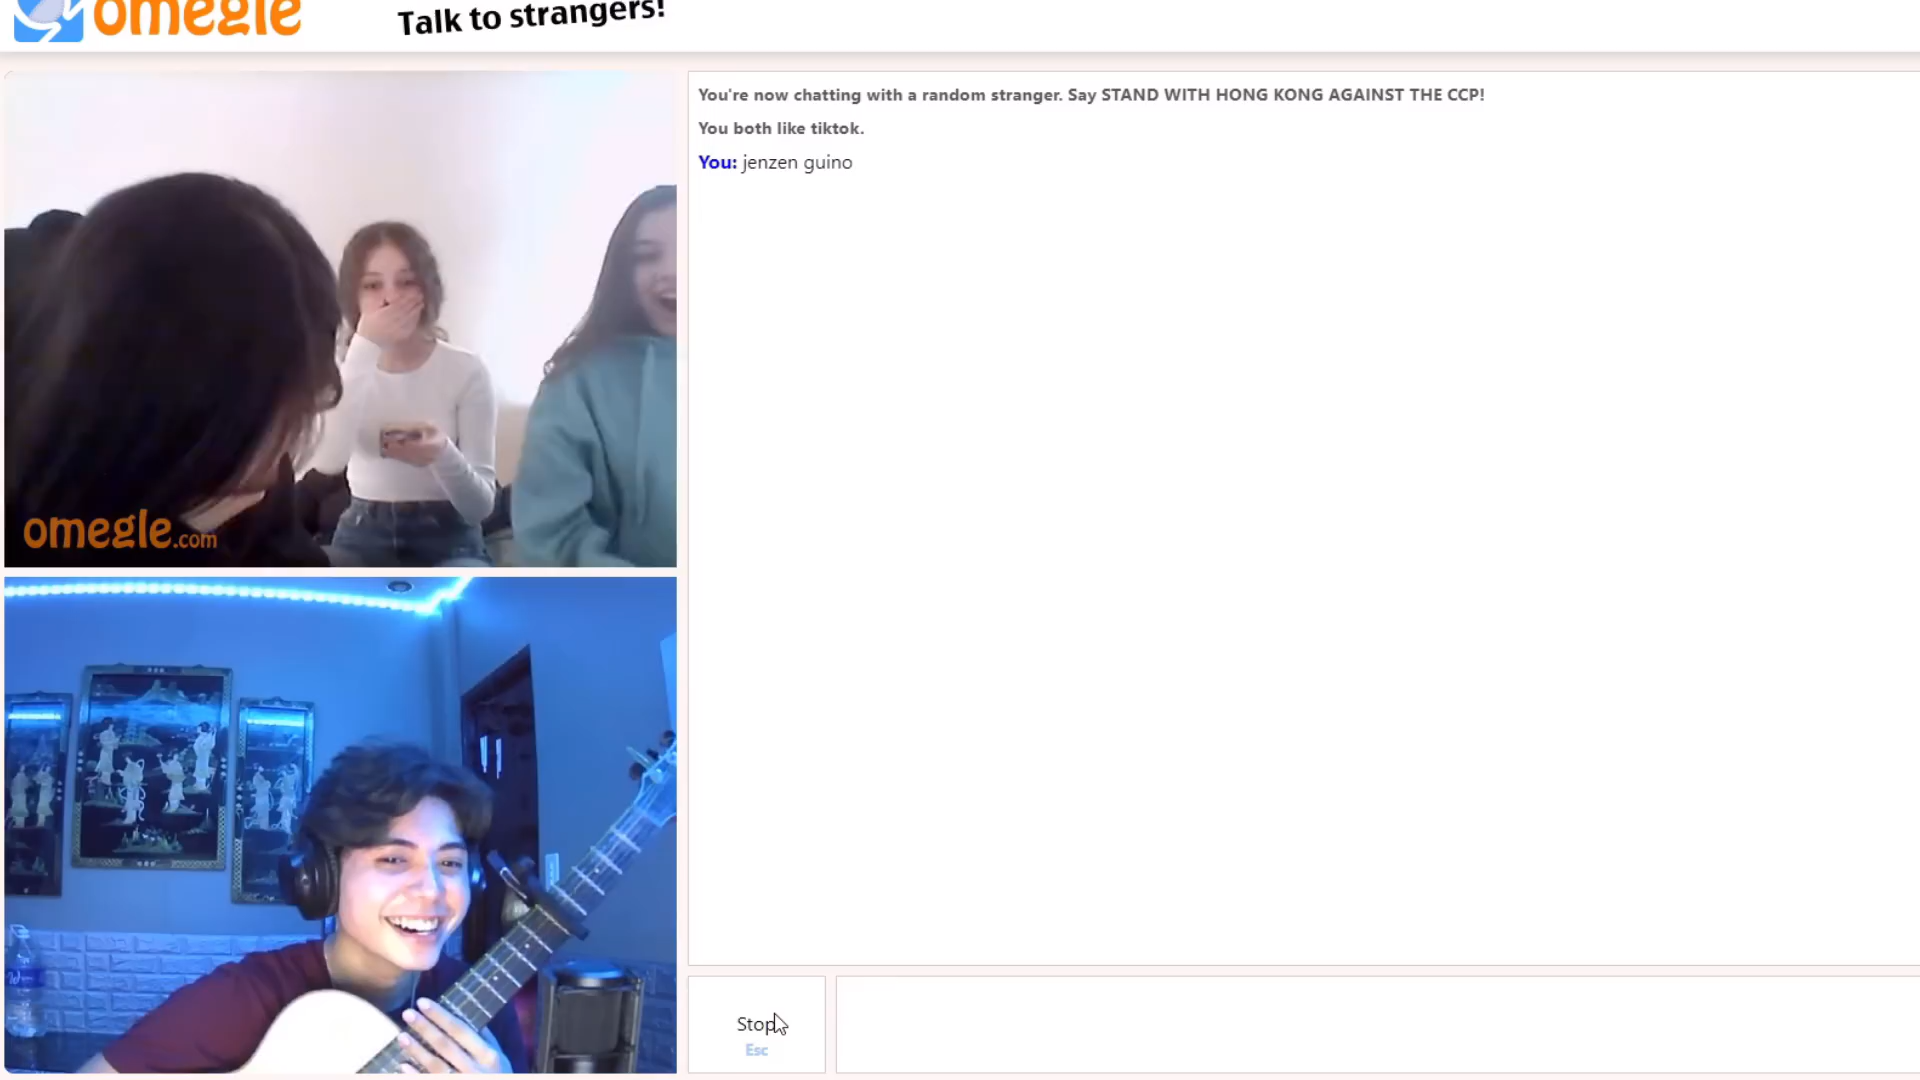 omegle
Talk to strangers!
You're now chatting with a random stranger. Say STAND WITH HONG KONG AGAINST THE CCP!
You both like tiktok.
You: jenzen guino
omegle.com
Stop
Esc